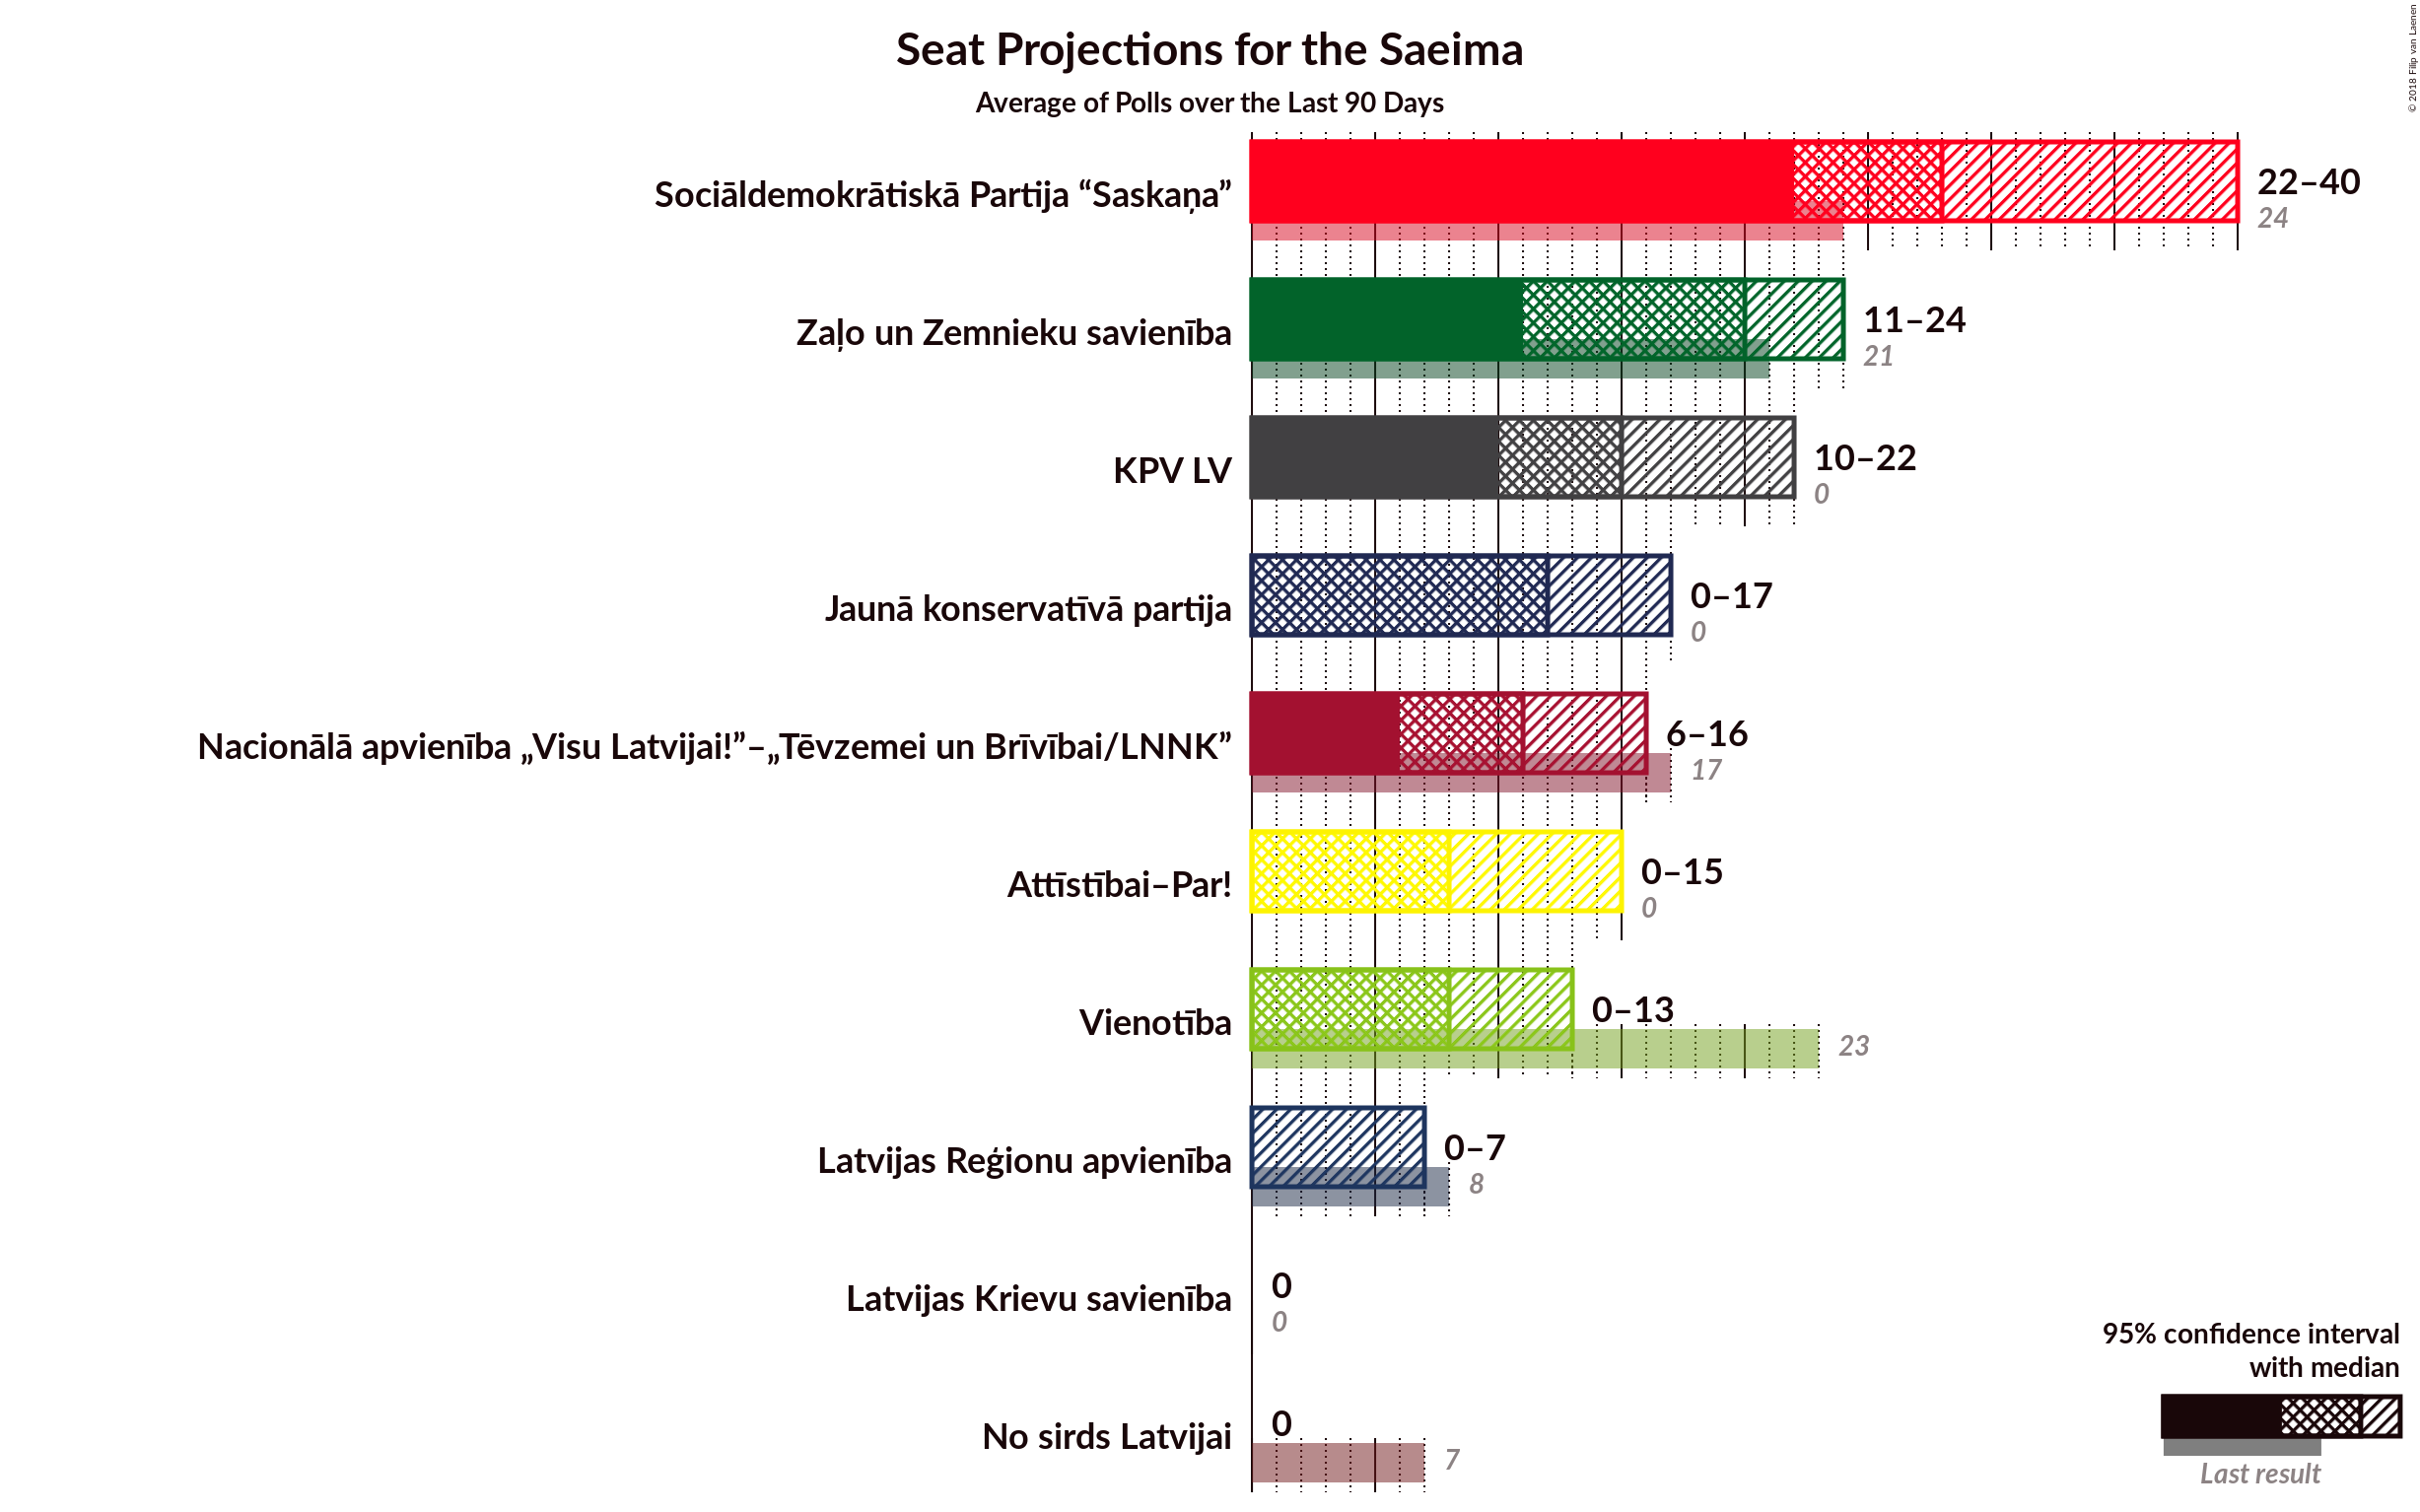 Seat Projections for the Saeima
Average of Polls over the Last 90 Days
© 2018 Filip van Laenen
Sociāldemokrātiskā Partija “Saskaņa”
22–40
24
Zaļo un Zemnieku savienība
11–24
21
KPV LV
10–22
0
Jaunā konservatīvā partija
0–17
0
Nacionālā apvienība „Visu Latvijai!”–„Tēvzemei un Brīvībai/LNNK”
6–16
17
Attīstībai–Par!
0–15
0
Vienotība
0–13
23
Latvijas Reģionu apvienība
0–7
8
Latvijas Krievu savienība
0
0
No sirds Latvijai
0
7
95% confidence interval
with median
Last result